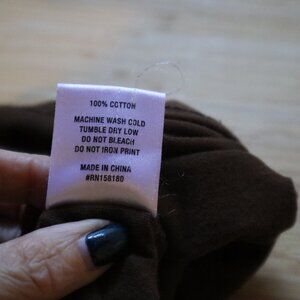 100% COTTON
MACHINE WASH COLD
TUMBLE DRY LOW
DO NOT BLEACH
DO NOT IRON PRINT
MADE IN CHINA
#RN158180